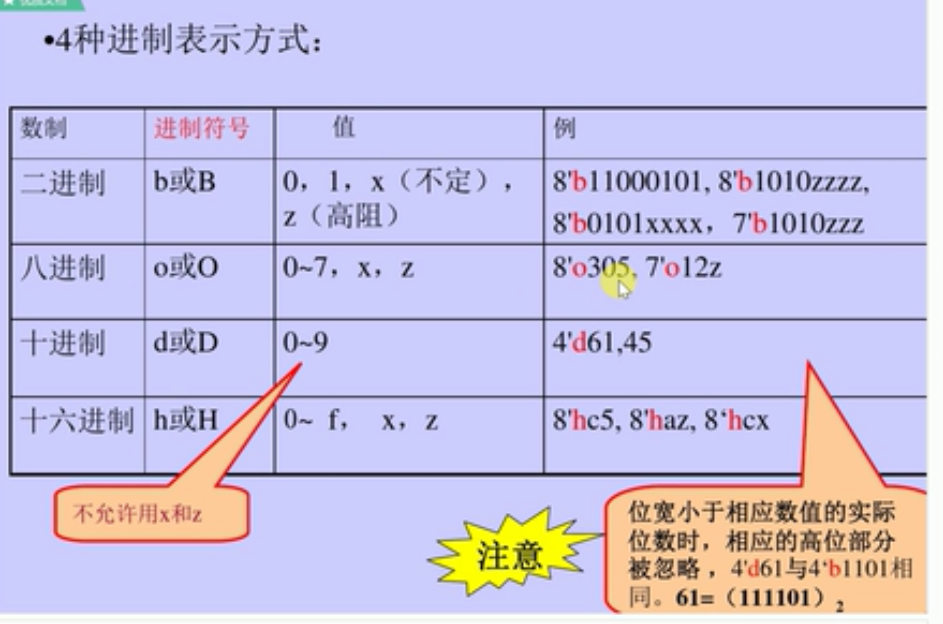 •4种进制表示方式：
数制 进制符号 值 例
二进制 b或B 0，1，x（不定）， 8'b11000101, 8'b1010zzzz,
z（高阻） 8'b0101xxxx，7'b1010zzz
八进制 o或O 0~7，x，z 8'o305, 7'o12z
十进制 d或D 0~9 4'd61,45
十六进制 h或H 0~ f， x，z 8'hc5, 8'haz, 8‘hcx
不允许用x和z
注意
位宽小于相应数值的实际
位数时，相应的高位部分
被忽略，4'd61与4‘b1101相
同。61=（111101）2